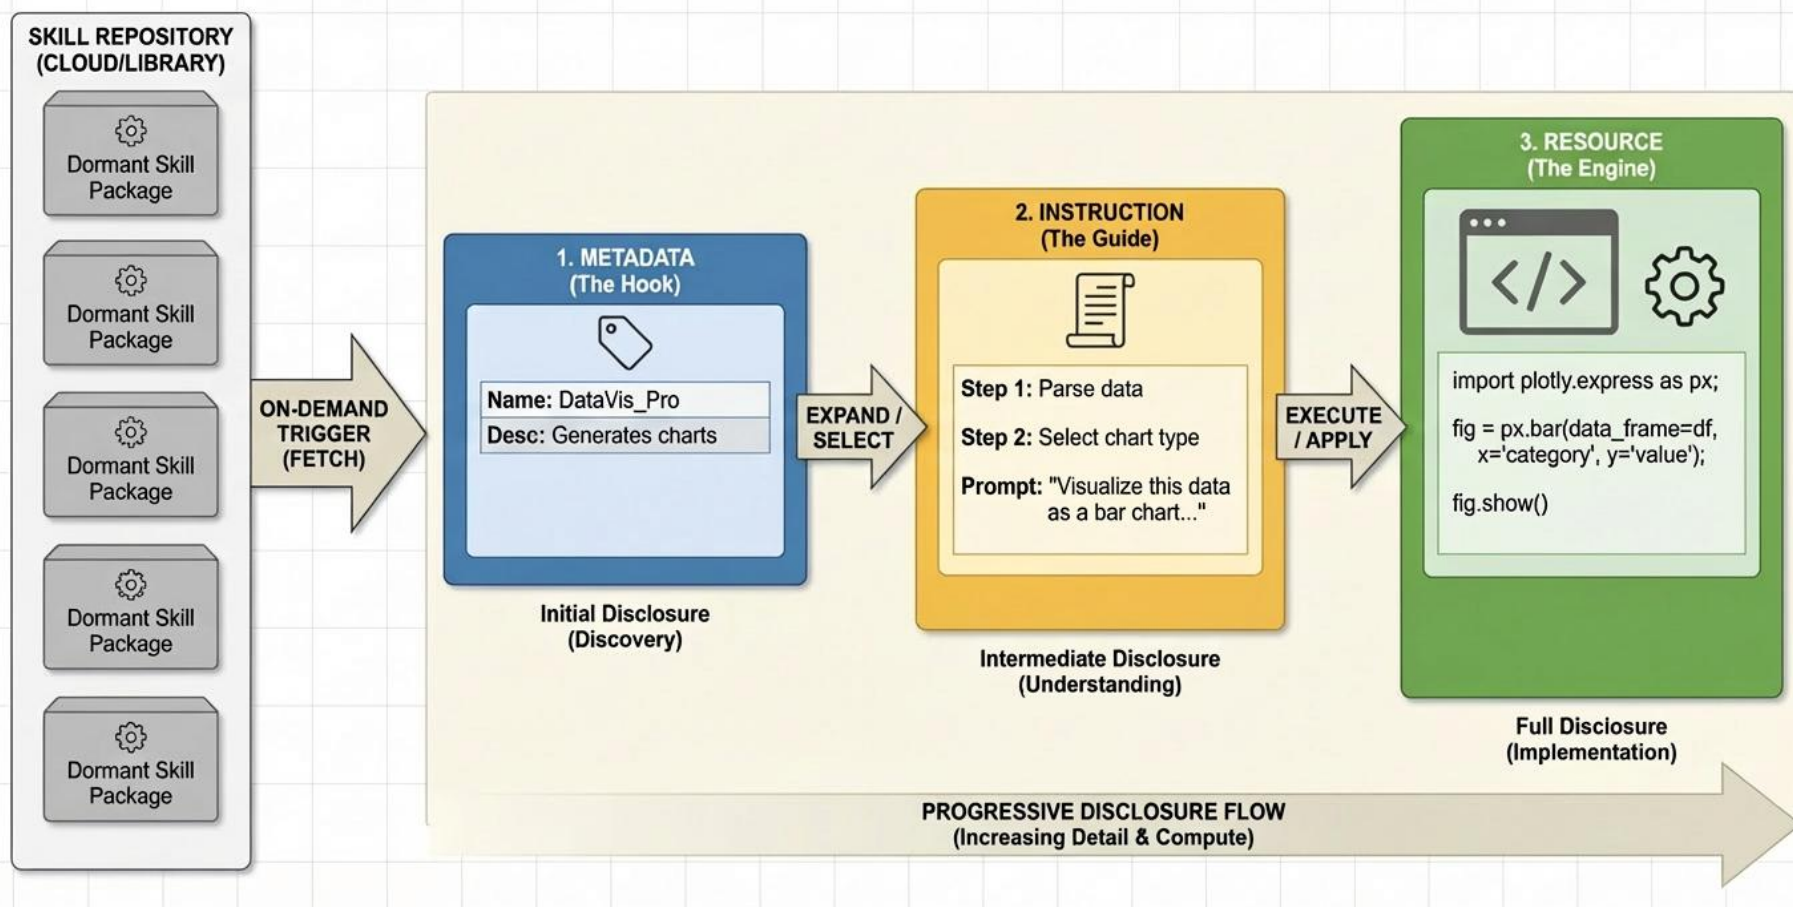 SKILL REPOSITORY
(CLOUD/LIBRARY)
Dormant Skill
Package
Dormant Skill
Package
Dormant Skill
Package
Dormant Skill
Package
Dormant Skill
Package
ON-DEMAND
TRIGGER
(FETCH)
1. METADATA
(The Hook)
Name: DataVis_Pro
Desc: Generates charts
Initial Disclosure
(Discovery)
EXPAND /
SELECT
2. INSTRUCTION
(The Guide)
Step 1: Parse data
Step 2: Select chart type
Prompt: "Visualize this data
as a bar chart..."
Intermediate Disclosure
(Understanding)
EXECUTE
/ APPLY
3. RESOURCE
(The Engine)
</>
import plotly.express as px;
fig = px.bar(data_frame=df,
x='category', y='value');
fig.show()
Full Disclosure
(Implementation)
PROGRESSIVE DISCLOSURE FLOW
(Increasing Detail & Compute)